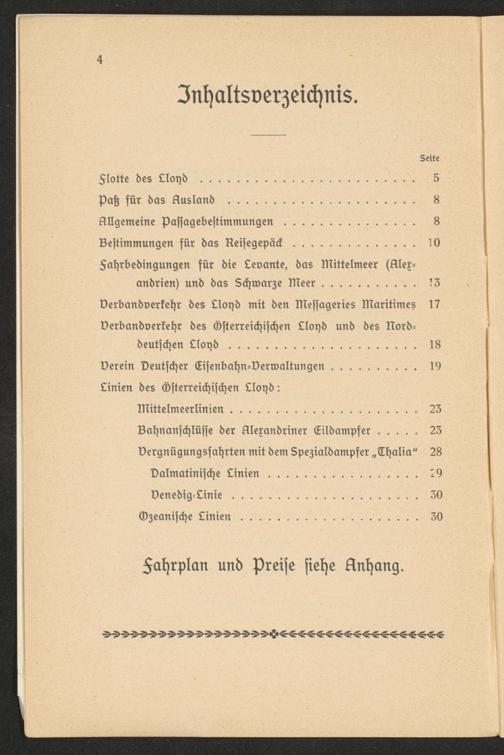 4
Inhaltsverzeichnis.
Seite
Flotte des Lloyd . . . . . . . . . . . . . . . . . . . . . . 5
Paß für das Ausland . . . . . . . . . . . . . . . . . . . 8
Allgemeine Passagebestimmungen . . . . . . . . . . . . . 8
Bestimmungen für das Reisegepäck . . . . . . . . . . . . 10
Fahrbedingungen für die Levante, das Mittelmeer (Alex-
andrien) und das Schwarze Meer . . . . . . . . . . 13
Verbandverkehr des Lloyd mit den Messageries Maritimes 17
Verbandverkehr des Österreichischen Lloyd und des Nord-
deutschen Lloyd . . . . . . . . . . . . . . . . . . . 18
Verein Deutscher Eisenbahn-Verwaltungen . . . . . . . . . 19
Linien des Österreichischen Lloyd:
Mittelmeerlinien . . . . . . . . . . . . . . . . . . . 23
Bahnanschlüsse der Alexandriner Eildampfer . . . . . 23
Vergnügungsfahrten mit dem Spezialdampfer „Thalia“ 28
Dalmatinische Linien . . . . . . . . . . . . . . . 29
Venedig-Linie . . . . . . . . . . . . . . . . . . . 30
Ozeanische Linien . . . . . . . . . . . . . . . . . . 30
Fahrplan und Preise siehe Anhang.